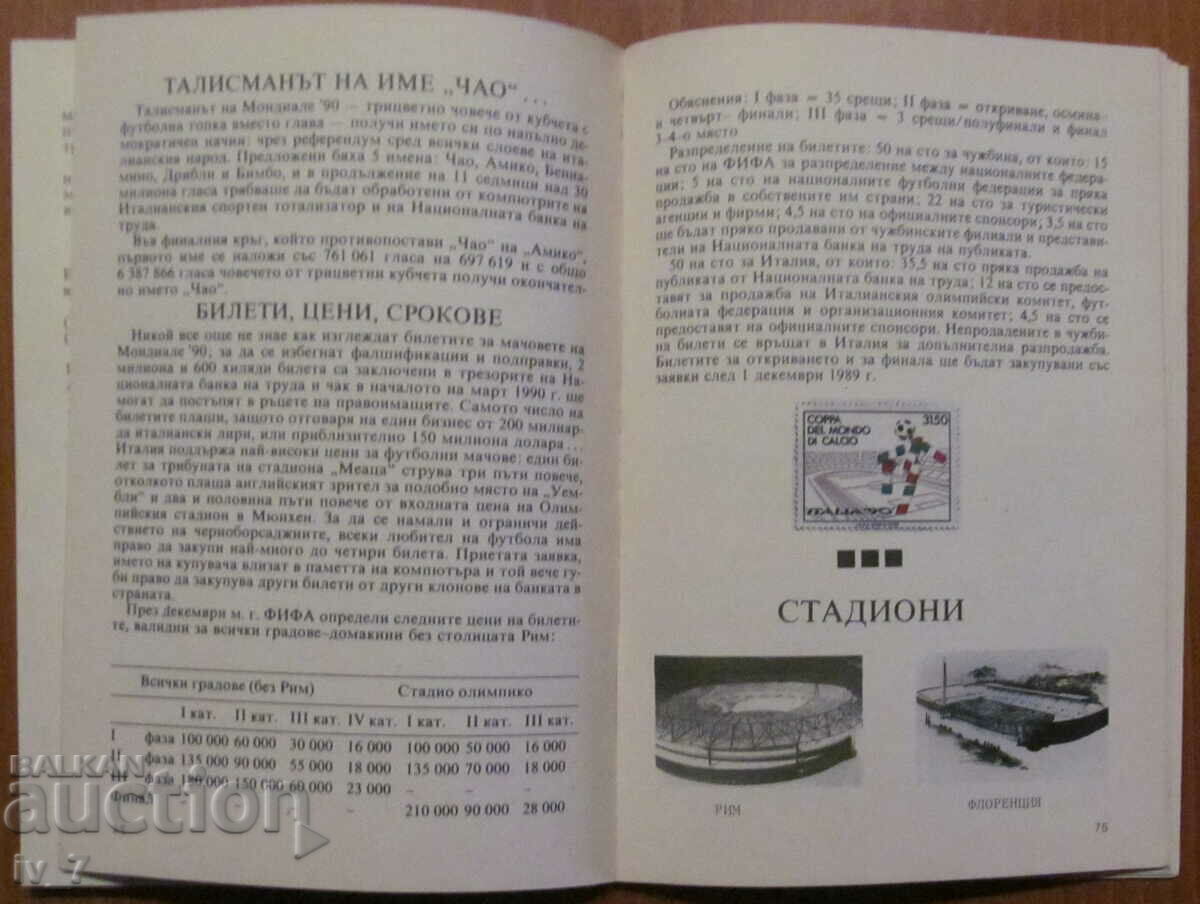 ТАЛИСМАНЪТ НА ИМЕ „ЧАО“...
Талисманът на Мондиале '90 — трицветно човече от кубчета с
футболна топка вместо глава — получи името си по напълно де-
мократичен начин: чрез референдум сред всички слоеве на ита-
лианския народ. Предложени бяха 5 имена: Чао, Амико, Бениа-
мино, Дрибли и Бимбо, и в продължение на 11 седмици над 30
милиона гласа трябваше да бъдат обработени от компютрите на
Италианския спортен тотализатор и на Националната банка на
труда.
Във финалния кръг, който противопостави „Чао“ на „Амико“,
първото име се наложи със 761 061 гласа на 697 619 и с общо
6 387 866 гласа човечето от трицветни кубчета получи окончател-
но името „Чао“.
БИЛЕТИ, ЦЕНИ, СРОКОВЕ
Никой все още не знае как изглеждат билетите за мачовете на
Мондиале '90; за да се избегнат фалшификации и подправки, 2
милиона и 600 хиляди билета са заключени в трезорите на На-
ционалната банка на труда и чак в началото на март 1990 г. ще
могат да постъпят в ръцете на правоимащите. Самото число на
билетите плаши, защото отговаря на един бизнес от 200 милиар-
да италиански лири, или приблизително 150 милиона долара...
Италия поддържа най-високи цени за футболни мачове: един би-
лет за трибуната на стадиона „Меаца“ струва три пъти повече,
отколкото плаща английският зрител за подобно място на „Уем-
бли“ и два и половина пъти повече от входната цена на Олим-
пийския стадион в Мюнхен. За да се намали и ограничи дей-
ствието на черноборсаджиите, всеки любител на футбола има
право да закупи най-много до четири билета. Приетата заявка,
името на купувача влизат в паметта на компютъра и той вече гу-
би право да закупува други билети от други клонове на банката в
страната.
През декември м. г. ФИФА определи следните цени на билети-
те, валидни за всички градове-домакини без столицата Рим:
Всички градове (без Рим) Стадио олимпико
I кат. II кат. III кат. IV кат. I кат. II кат. III кат.
I фаза 100 000 60 000 30 000 16 000 100 000 50 000 16 000
II фаза 135 000 90 000 55 000 18 000 135 000 70 000 18 000
III фаза 180 000 150 000 60 000 23 000 – – –
Финал – – – 210 000 90 000 28 000
Обяснения: I фаза = 35 срещи; II фаза = откриване, осмина-
и четвърт- финали; III фаза = 3 срещи/полуфинали и финал
3-4-о място
Разпределение на билетите: 50 на сто за чужбина, от които: 15
на сто на ФИФА за разпределение между националните федера-
ции; 5 на сто на националните футболни федерации за пряка
продажба в собствените им страни; 22 на сто за туристически
агенции и фирми; 4,5 на сто на официалните спонсори; 3,5 на сто
ще бъдат пряко продавани от чужбинските филиали и представи-
тели на Националната банка на труда на публиката.
50 на сто за Италия, от които: 35,5 на сто пряка продажба на
публиката от Националната банка на труда; 12 на сто се предос-
тавят за продажба на Италианския олимпийски комитет, фут-
болната федерация и организационния комитет; 4,5 на сто се
предоставят на официалните спонсори. Непродадените в чужби-
на билети се връщат в Италия за допълнителна разпродажба.
Билетите за откриването и за финала ще бъдат закупувани със
заявки след 1 декември 1989 г.
COPPA
DEL MONDO
DI CALCIO
3150
ITALIA'90
СТАДИОНИ
РИМ
ФЛОРЕНЦИЯ
75
BALKAN
auction
iv_7